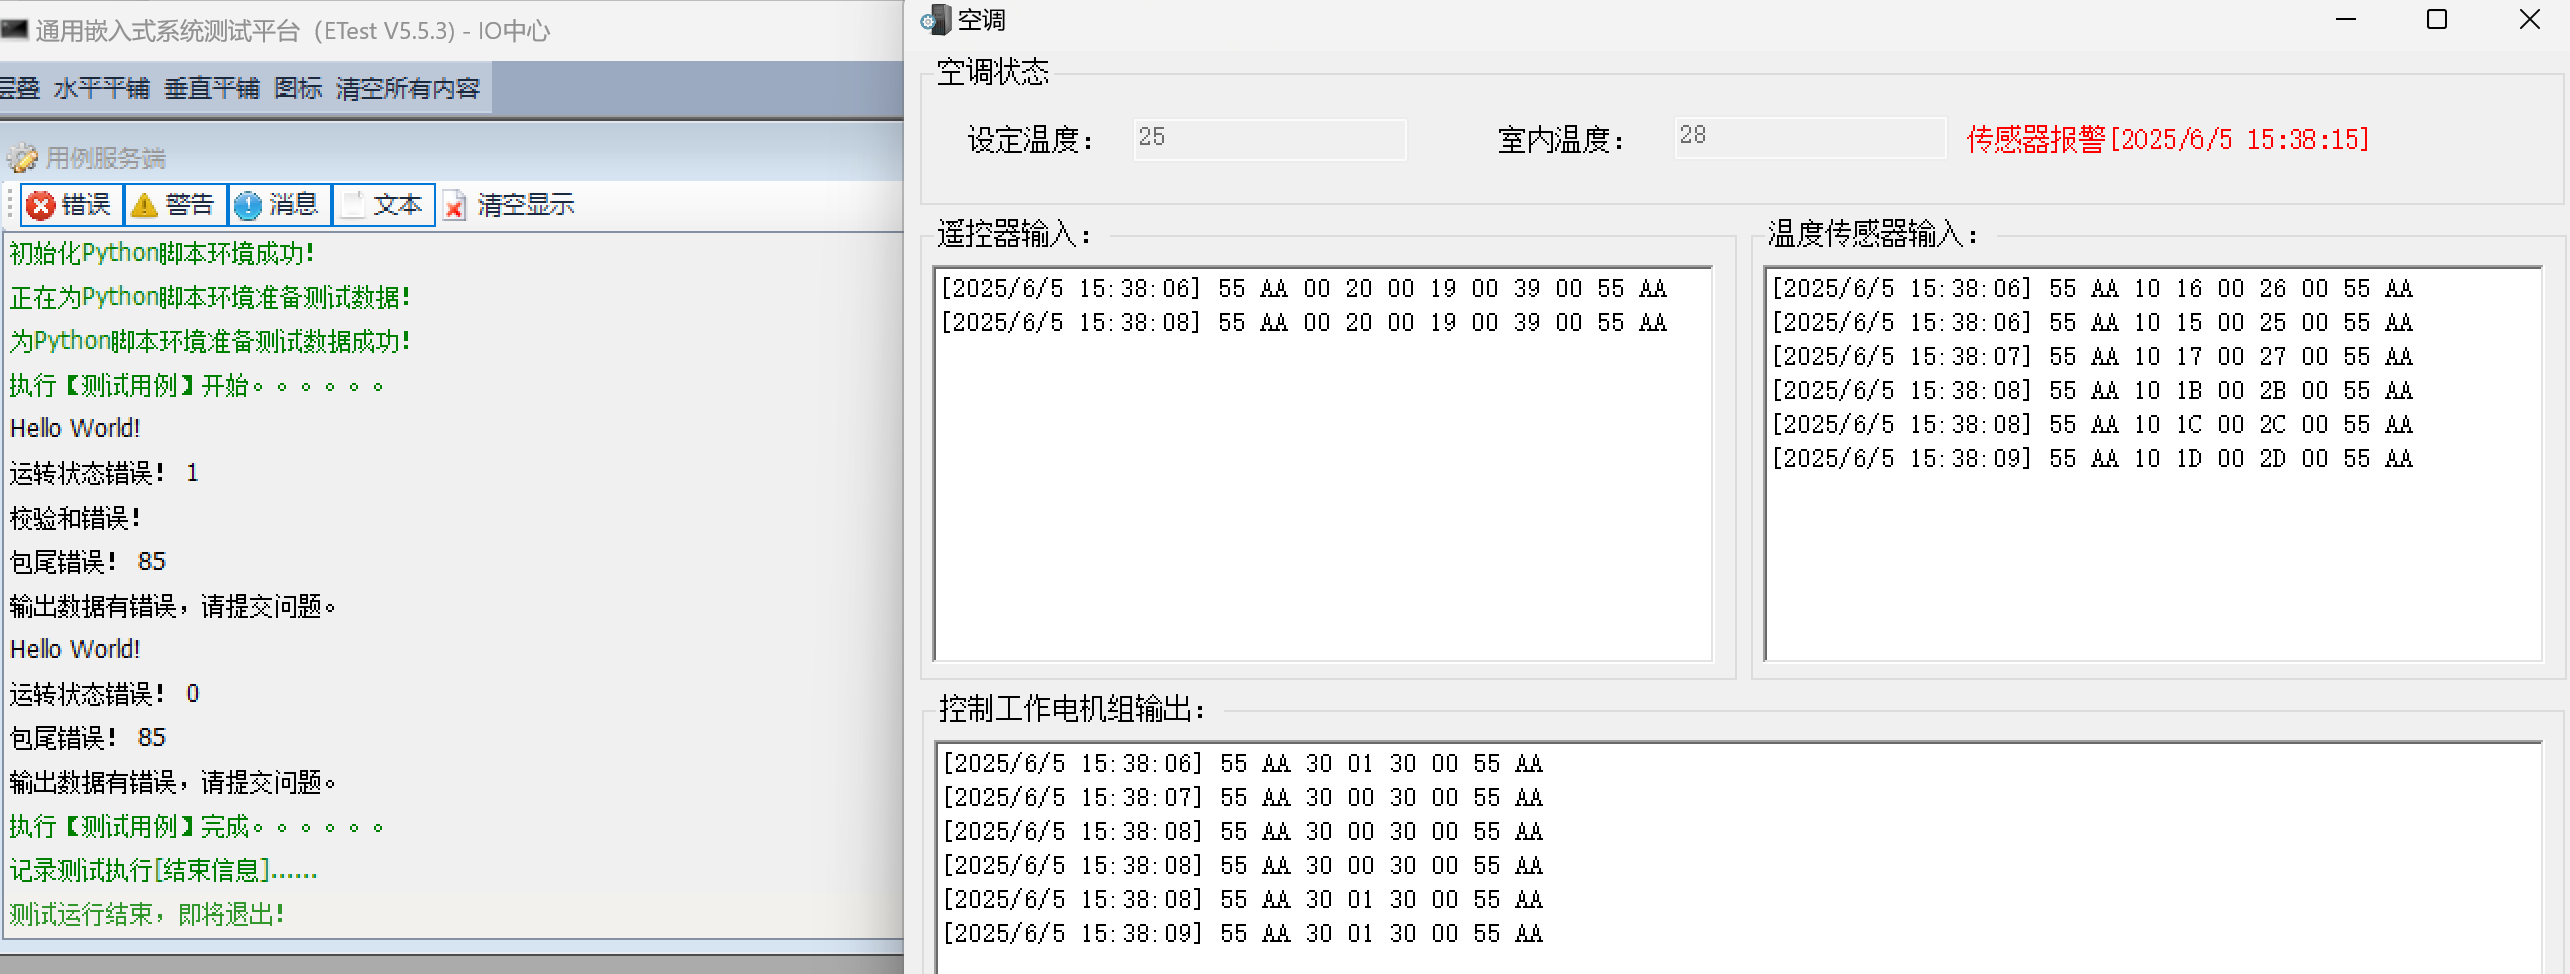 通用嵌入式系统测试平台（ETest V5.5.3) - IO中心
层叠 水平平铺 垂直平铺 图标 清空所有内容
用例服务端
错误 警告 消息 文本 清空显示
初始化Python脚本环境成功！
正在为Python脚本环境准备测试数据！
为Python脚本环境准备测试数据成功！
执行【测试用例】开始。。。。。。
Hello World!
运转状态错误！ 1
校验和错误！
包尾错误！ 85
输出数据有错误，请提交问题。
Hello World!
运转状态错误！ 0
包尾错误！ 85
输出数据有错误，请提交问题。
执行【测试用例】完成。。。。。。
记录测试执行[结束信息]......
测试运行结束，即将退出！
空调
空调状态
设定温度： 25 室内温度： 28 传感器报警[2025/6/5 15:38:15]
遥控器输入：
[2025/6/5 15:38:06] 55 AA 00 20 00 19 00 39 00 55 AA
[2025/6/5 15:38:08] 55 AA 00 20 00 19 00 39 00 55 AA
温度传感器输入：
[2025/6/5 15:38:06] 55 AA 10 16 00 26 00 55 AA
[2025/6/5 15:38:06] 55 AA 10 15 00 25 00 55 AA
[2025/6/5 15:38:07] 55 AA 10 17 00 27 00 55 AA
[2025/6/5 15:38:08] 55 AA 10 1B 00 2B 00 55 AA
[2025/6/5 15:38:08] 55 AA 10 1C 00 2C 00 55 AA
[2025/6/5 15:38:09] 55 AA 10 1D 00 2D 00 55 AA
控制工作电机组输出：
[2025/6/5 15:38:06] 55 AA 30 01 30 00 55 AA
[2025/6/5 15:38:07] 55 AA 30 00 30 00 55 AA
[2025/6/5 15:38:08] 55 AA 30 00 30 00 55 AA
[2025/6/5 15:38:08] 55 AA 30 00 30 00 55 AA
[2025/6/5 15:38:08] 55 AA 30 01 30 00 55 AA
[2025/6/5 15:38:09] 55 AA 30 01 30 00 55 AA